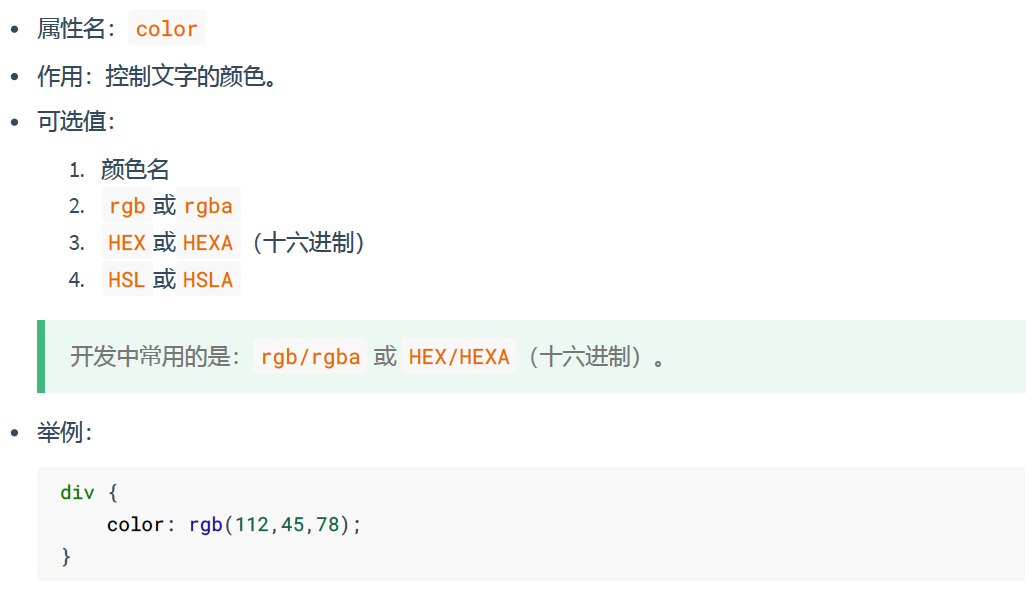 • 属性名：color
• 作用：控制文字的颜色。
• 可选值：
1. 颜色名
2. rgb 或 rgba
3. HEX 或 HEXA （十六进制）
4. HSL 或 HSLA
开发中常用的是：rgb/rgba 或 HEX/HEXA （十六进制）。
• 举例：
div {
    color: rgb(112,45,78);
}